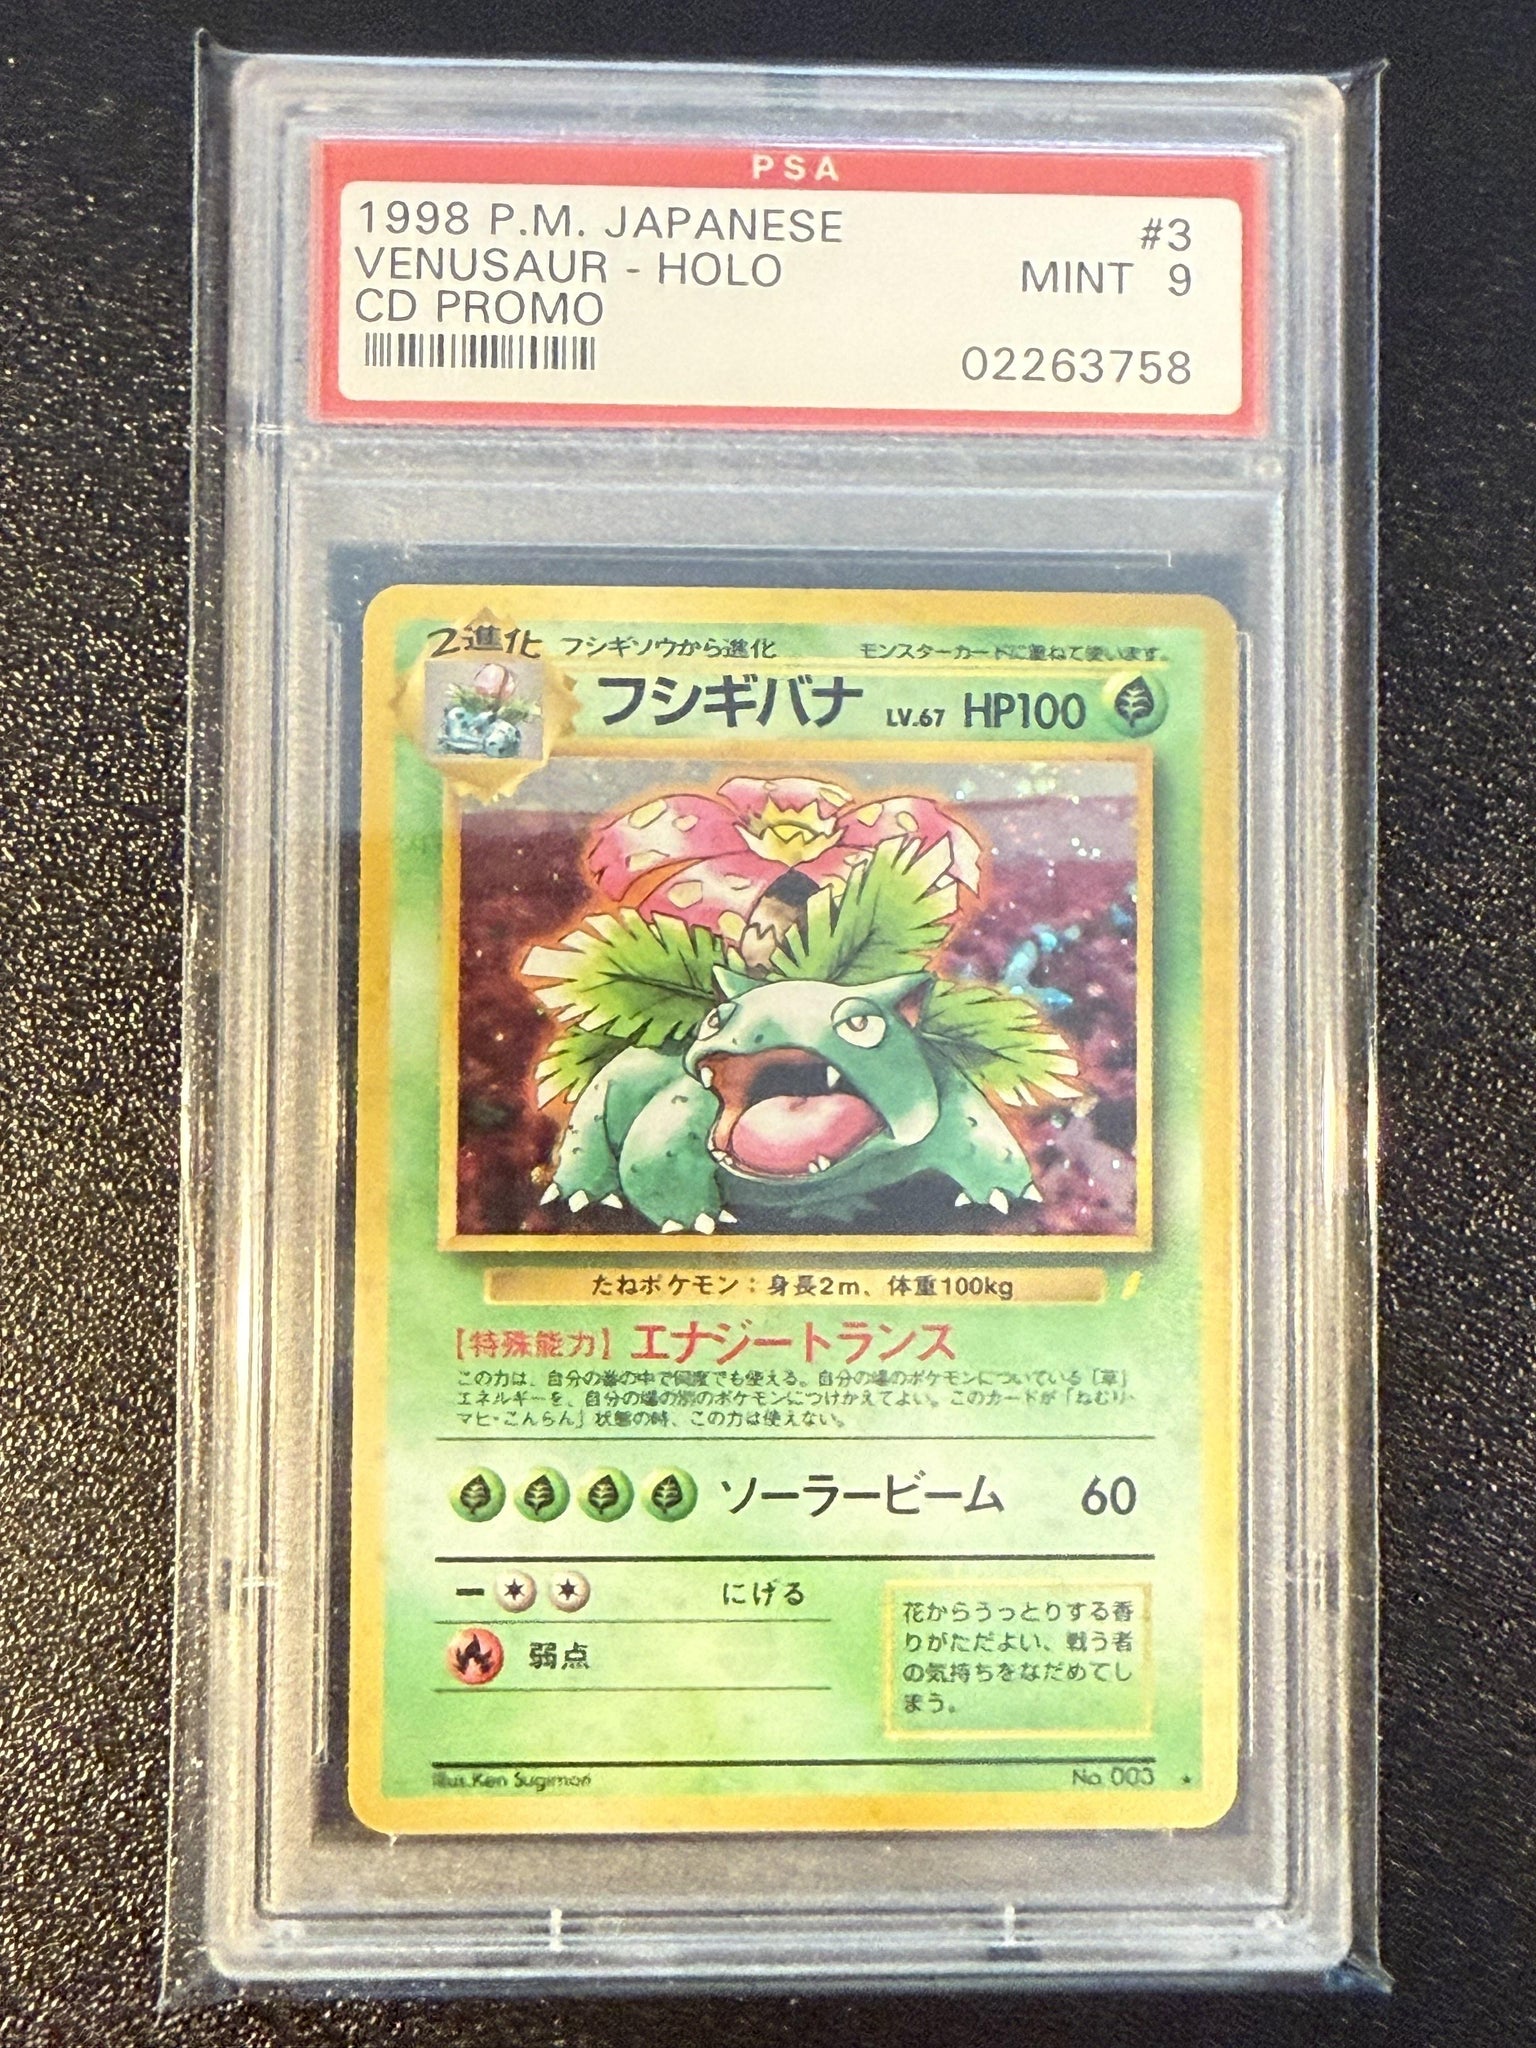 PSA
1998 P.M. JAPANESE #3
VENUSAUR - HOLO MINT 9
CD PROMO
02263758
2進化 フシギソウから進化 モンスターカードに重ねて使います。
フシギバナ LV.67 HP100
たねポケモン：身長2m、体重100kg
【特殊能力】エナジートランス
この力は、自分の番の中で何度でも使える。自分の場のポケモンについている「草」
エネルギーを、自分の場の別のポケモンにつけかえてよい。このカードが「ねむり・
マヒ・こんらん」状態の時、この力は使えない。
ソーラービーム 60
ー にげる
弱点
花からうっとりする香
りがただよい、戦う者
の気持ちをなだめてし
まう。
Illus. Ken Sugimori No. 003